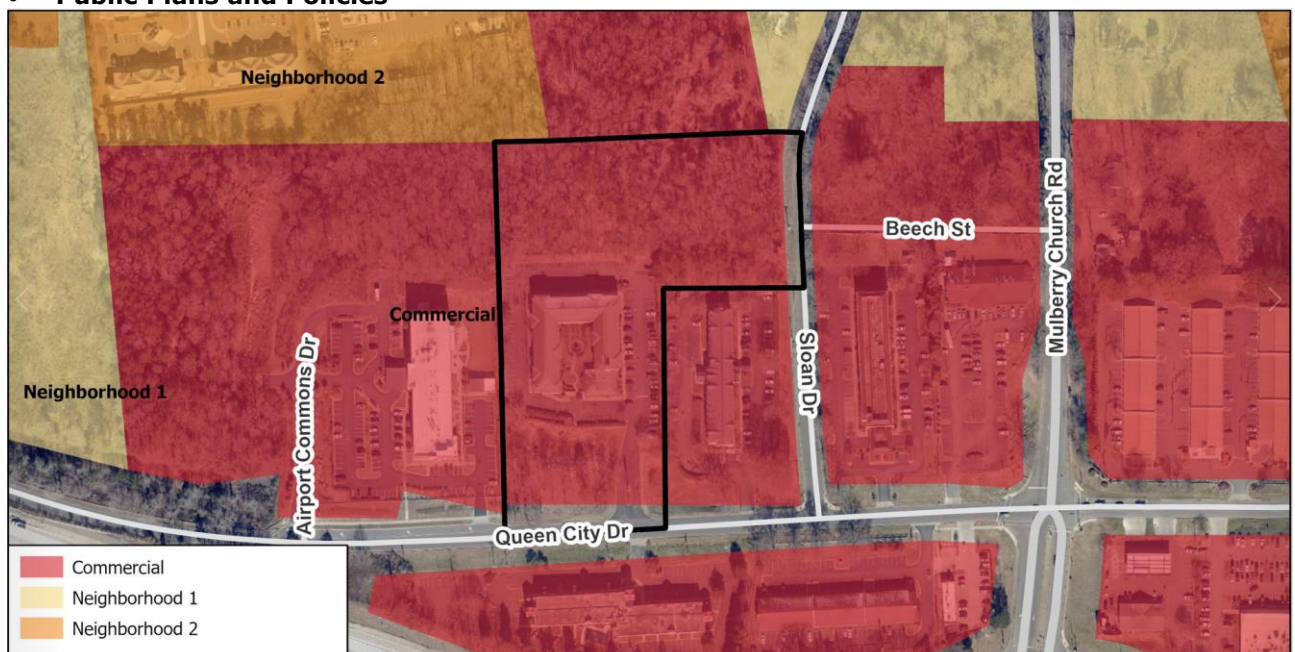 • Public Plans and Policies
Neighborhood 2
Beech St
Mulberry Church Rd
Commercial
Sloan Dr
Neighborhood 1
Airport Commons Dr
Queen City Dr
Commercial
Neighborhood 1
Neighborhood 2